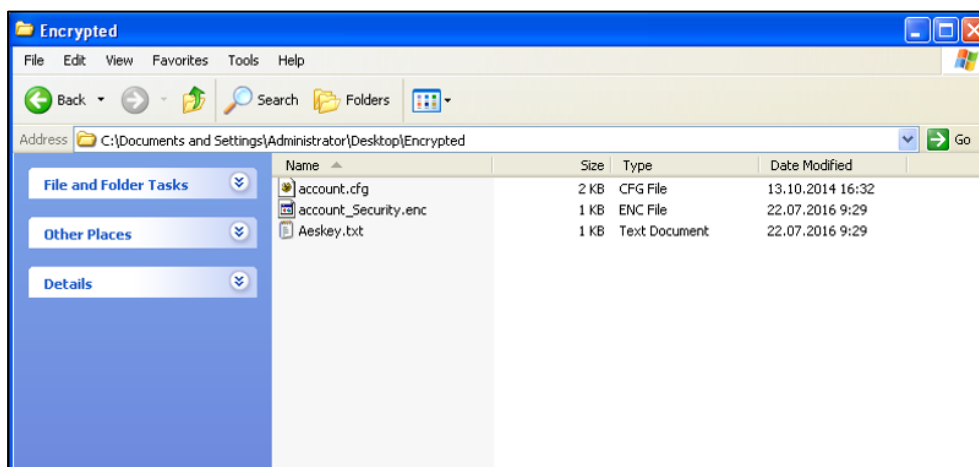 Encrypted
File Edit View Favorites Tools Help
Back Search Folders
Address C:\Documents and Settings\Administrator\Desktop\Encrypted Go
Name Size Type Date Modified
File and Folder Tasks
account.cfg 2 KB CFG File 13.10.2014 16:32
account_Security.enc 1 KB ENC File 22.07.2016 9:29
Other Places
Aeskey.txt 1 KB Text Document 22.07.2016 9:29
Details